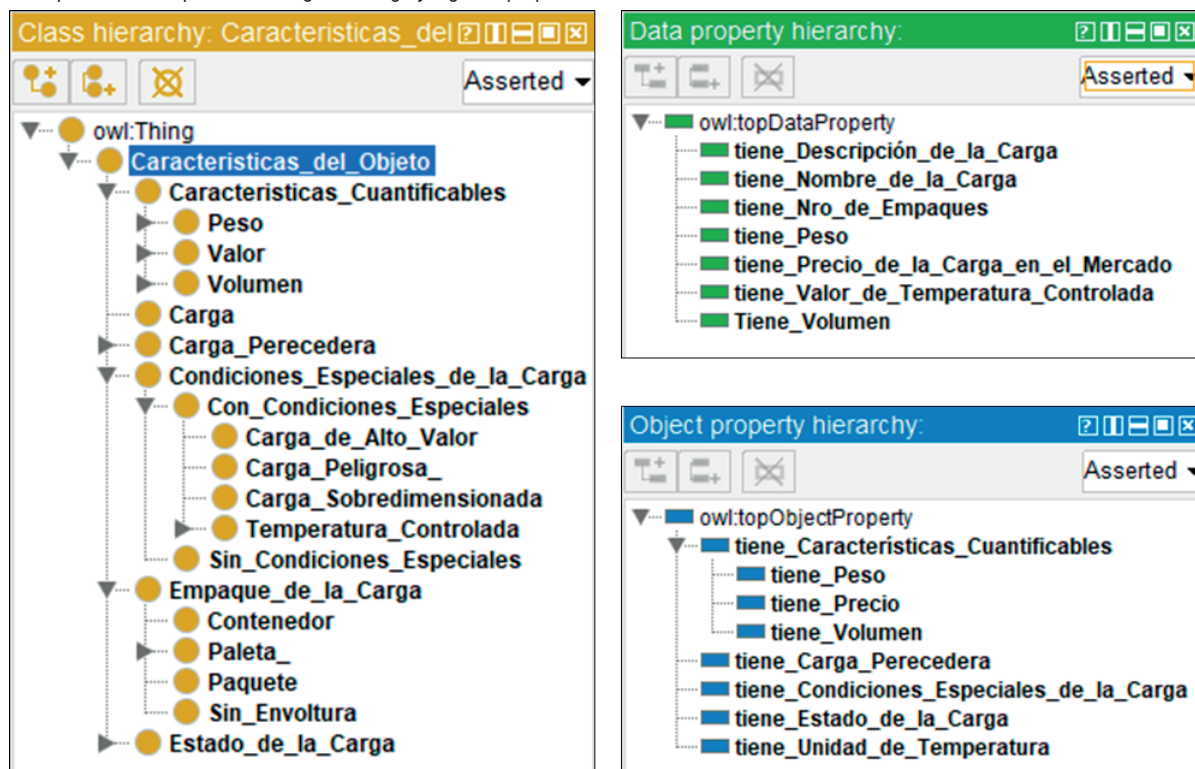 Class hierarchy: Caracteristicas_del
Asserted
owl:Thing
Caracteristicas_del_Objeto
Caracteristicas_Cuantificables
Peso
Valor
Volumen
Carga
Carga_Perecedera
Condiciones_Especiales_de_la_Carga
Con_Condiciones_Especiales
Carga_de_Alto_Valor
Carga_Peligrosa_
Carga_Sobredimensionada
Temperatura_Controlada
Sin_Condiciones_Especiales
Empaque_de_la_Carga
Contenedor
Paleta_
Paquete
Sin_Envoltura
Estado_de_la_Carga
Data property hierarchy:
Asserted
owl:topDataProperty
tiene_Descripción_de_la_Carga
tiene_Nombre_de_la_Carga
tiene_Nro_de_Empaques
tiene_Peso
tiene_Precio_de_la_Carga_en_el_Mercado
tiene_Valor_de_Temperatura_Controlada
Tiene_Volumen
Object property hierarchy:
Asserted
owl:topObjectProperty
tiene_Características_Cuantificables
tiene_Peso
tiene_Precio
tiene_Volumen
tiene_Carga_Perecedera
tiene_Condiciones_Especiales_de_la_Carga
tiene_Estado_de_la_Carga
tiene_Unidad_de_Temperatura